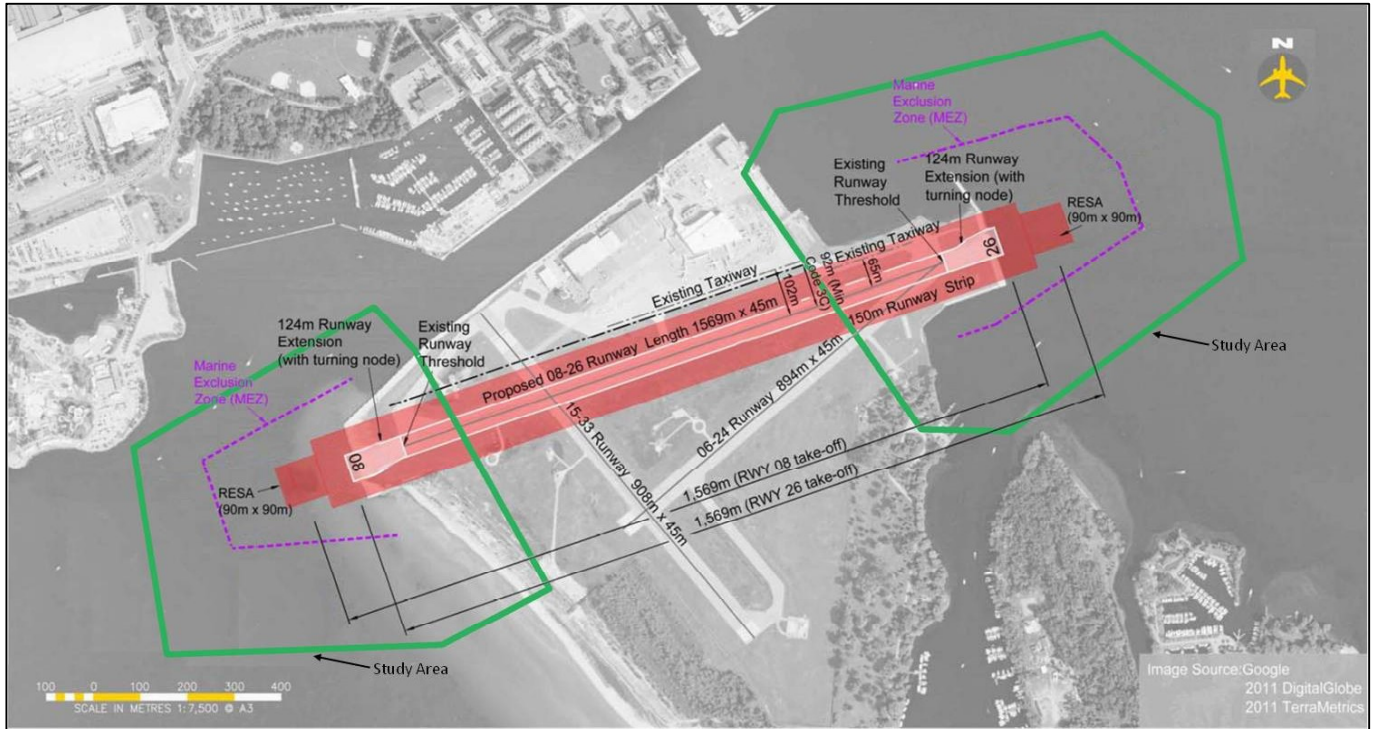 N
Marine
Exclusion
Zone (MEZ)
Existing
Runway
Threshold
124m Runway
Extension (with
turning node)
RESA
(90m x 90m)
26
Existing Taxiway
Existing Taxiway
102m
92m (Min
Code 3C)
65m
150m Runway Strip
Proposed 08-26 Runway Length 1569m x 45m
124m Runway
Extension
(with turning node)
Existing
Runway
Threshold
Marine
Exclusion
Zone (MEZ)
08
RESA
(90m x 90m)
15-33 Runway 908m x 45m
06-24 Runway 894m x 45m
1,569m (RWY 08 take-off)
1,569m (RWY 26 take-off)
Study Area
Study Area
100 0 100 200 300 400
SCALE IN METRES 1:7,500 @ A3
Image Source:Google
2011 DigitalGlobe
2011 TerraMetrics